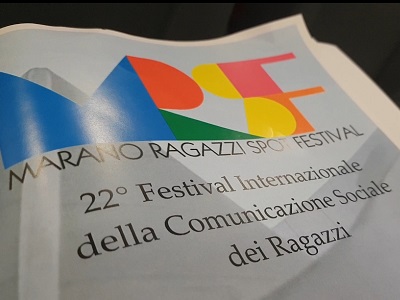 MRSF
MARANO RAGAZZI SPOT FESTIVAL
22° Festival Internazionale
della Comunicazione Sociale
dei Ragazzi